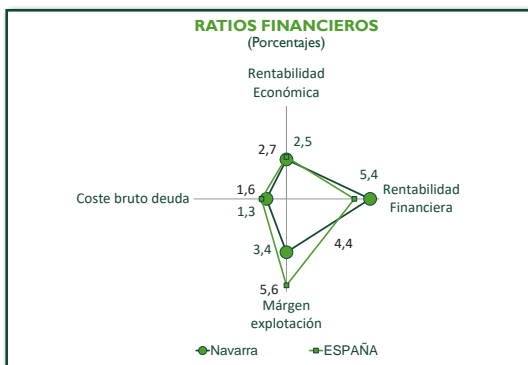 RATIOS FINANCIEROS
(Porcentajes)
Rentabilidad
Económica
2,7
2,5
5,4
Coste bruto deuda
1,6
1,3
Rentabilidad
Financiera
3,4
4,4
5,6
Márgen
explotación
Navarra
ESPAÑA